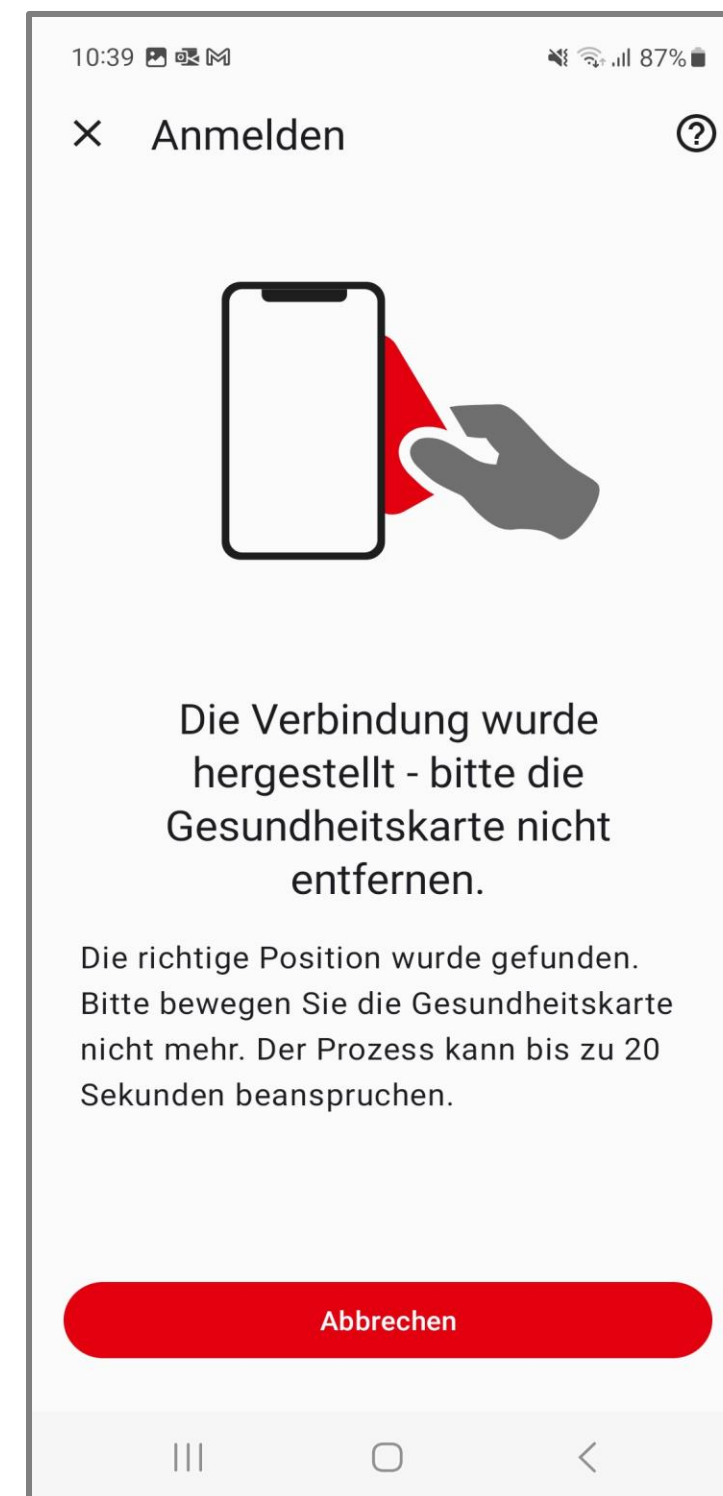 10:39 87%
Anmelden
Die Verbindung wurde
hergestellt - bitte die
Gesundheitskarte nicht
entfernen.
Die richtige Position wurde gefunden.
Bitte bewegen Sie die Gesundheitskarte
nicht mehr. Der Prozess kann bis zu 20
Sekunden beanspruchen.
Abbrechen